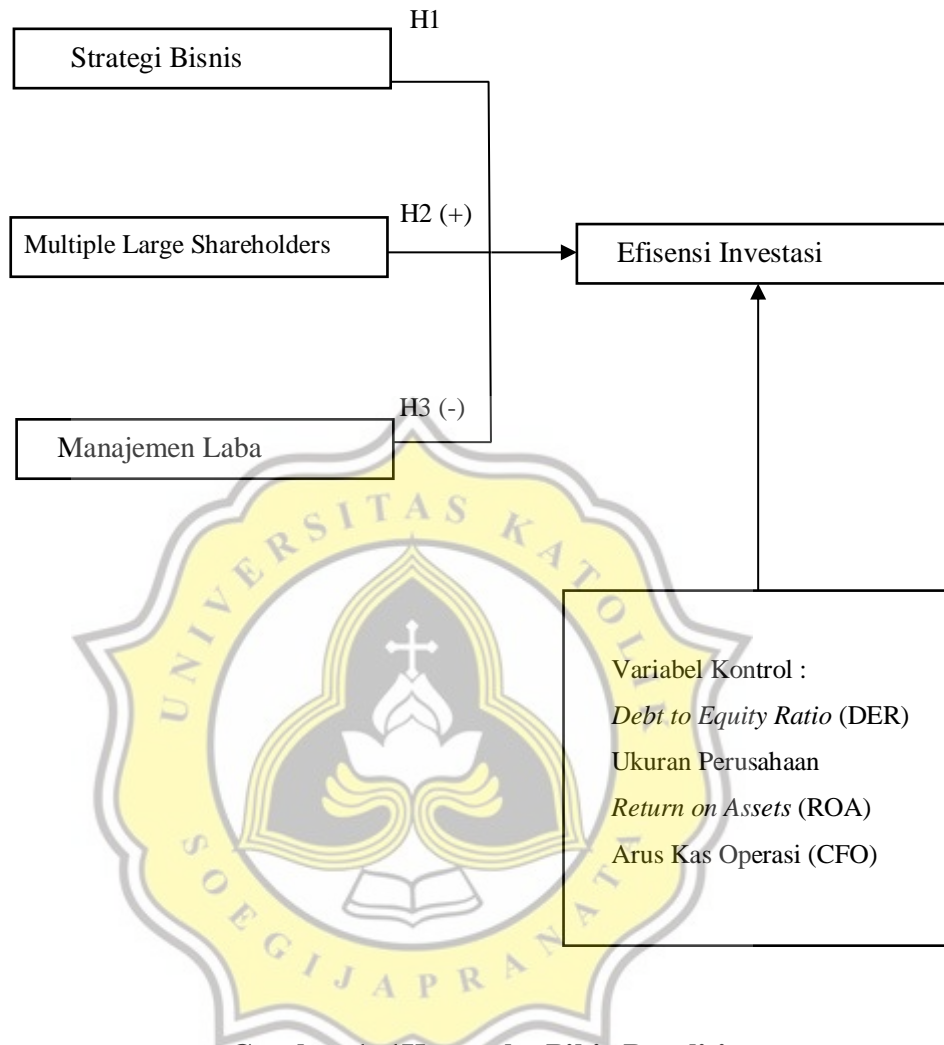 H1
Strategi Bisnis
H2 (+)
Multiple Large Shareholders
Efisensi Investasi
H3 (-)
Manajemen Laba
UNIVERSITAS KATOLIK
SOEGIJAPRANATA
Variabel Kontrol :
Debt to Equity Ratio (DER)
Ukuran Perusahaan
Return on Assets (ROA)
Arus Kas Operasi (CFO)